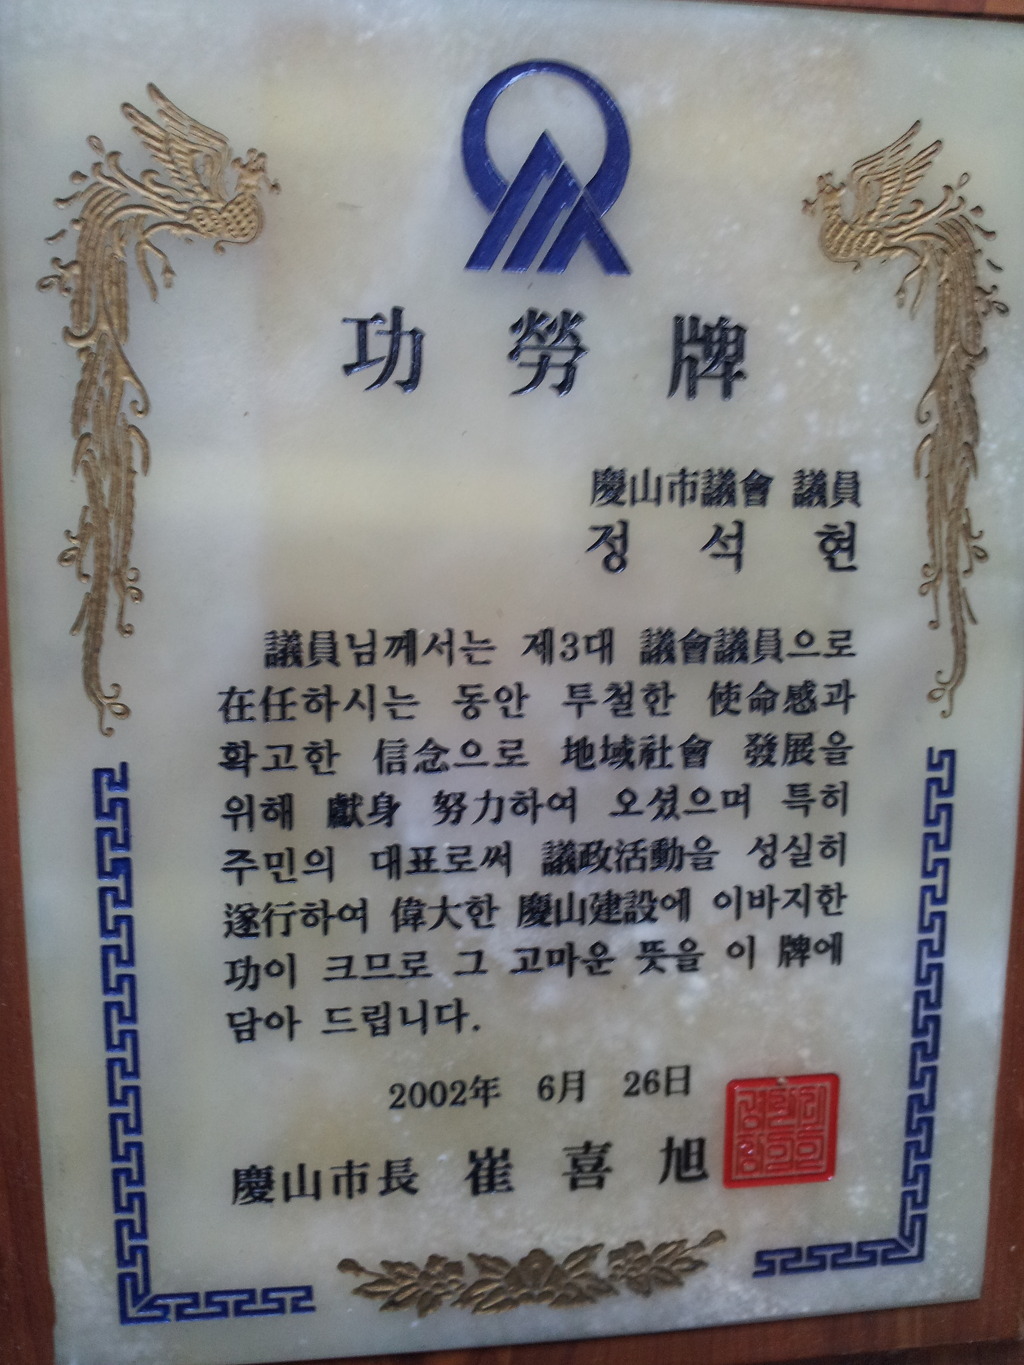 功 勞 牌
慶山市議會 議員
정 석 현
議員님께서는 제3대 議會議員으로
在任하시는 동안 투철한 使命感과
확고한 信念으로 地域社會 發展을
위해 獻身 努力하여 오셨으며 특히
주민의 대표로써 議政活動을 성실히
遂行하여 偉大한 慶山建設에 이바지한
功이 크므로 그 고마운 뜻을 이 牌에
담아 드립니다.
2002年 6月 26日
慶山市長 崔 喜 旭